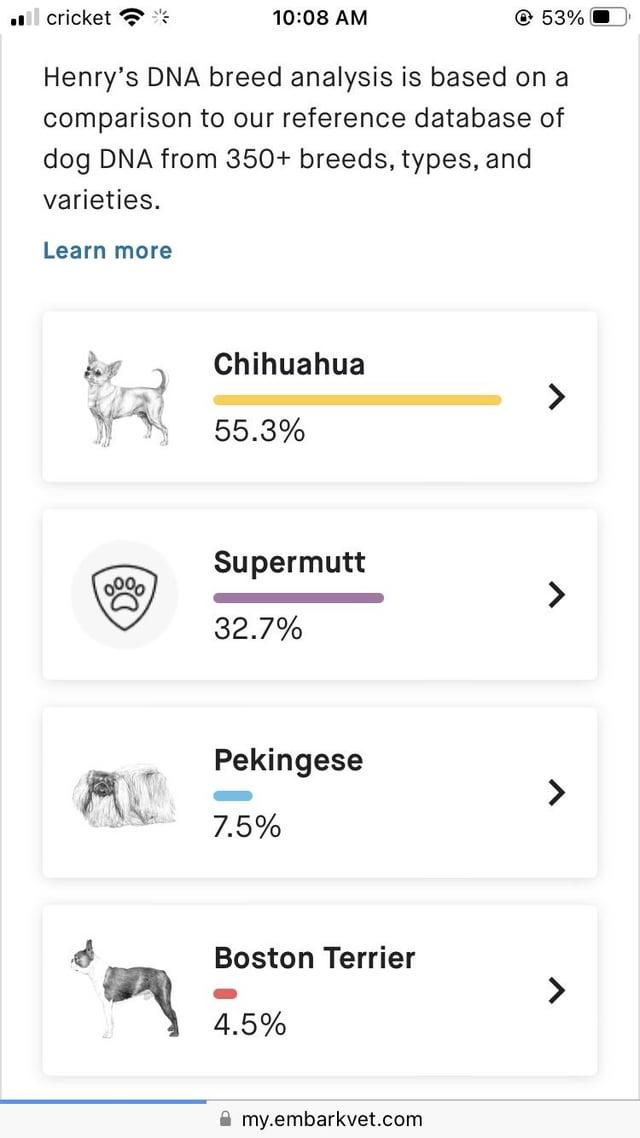 cricket 10:08 AM 53%
Henry’s DNA breed analysis is based on a
comparison to our reference database of
dog DNA from 350+ breeds, types, and
varieties.
Learn more
Chihuahua
55.3%
Supermutt
32.7%
Pekingese
7.5%
Boston Terrier
4.5%
my.embarkvet.com